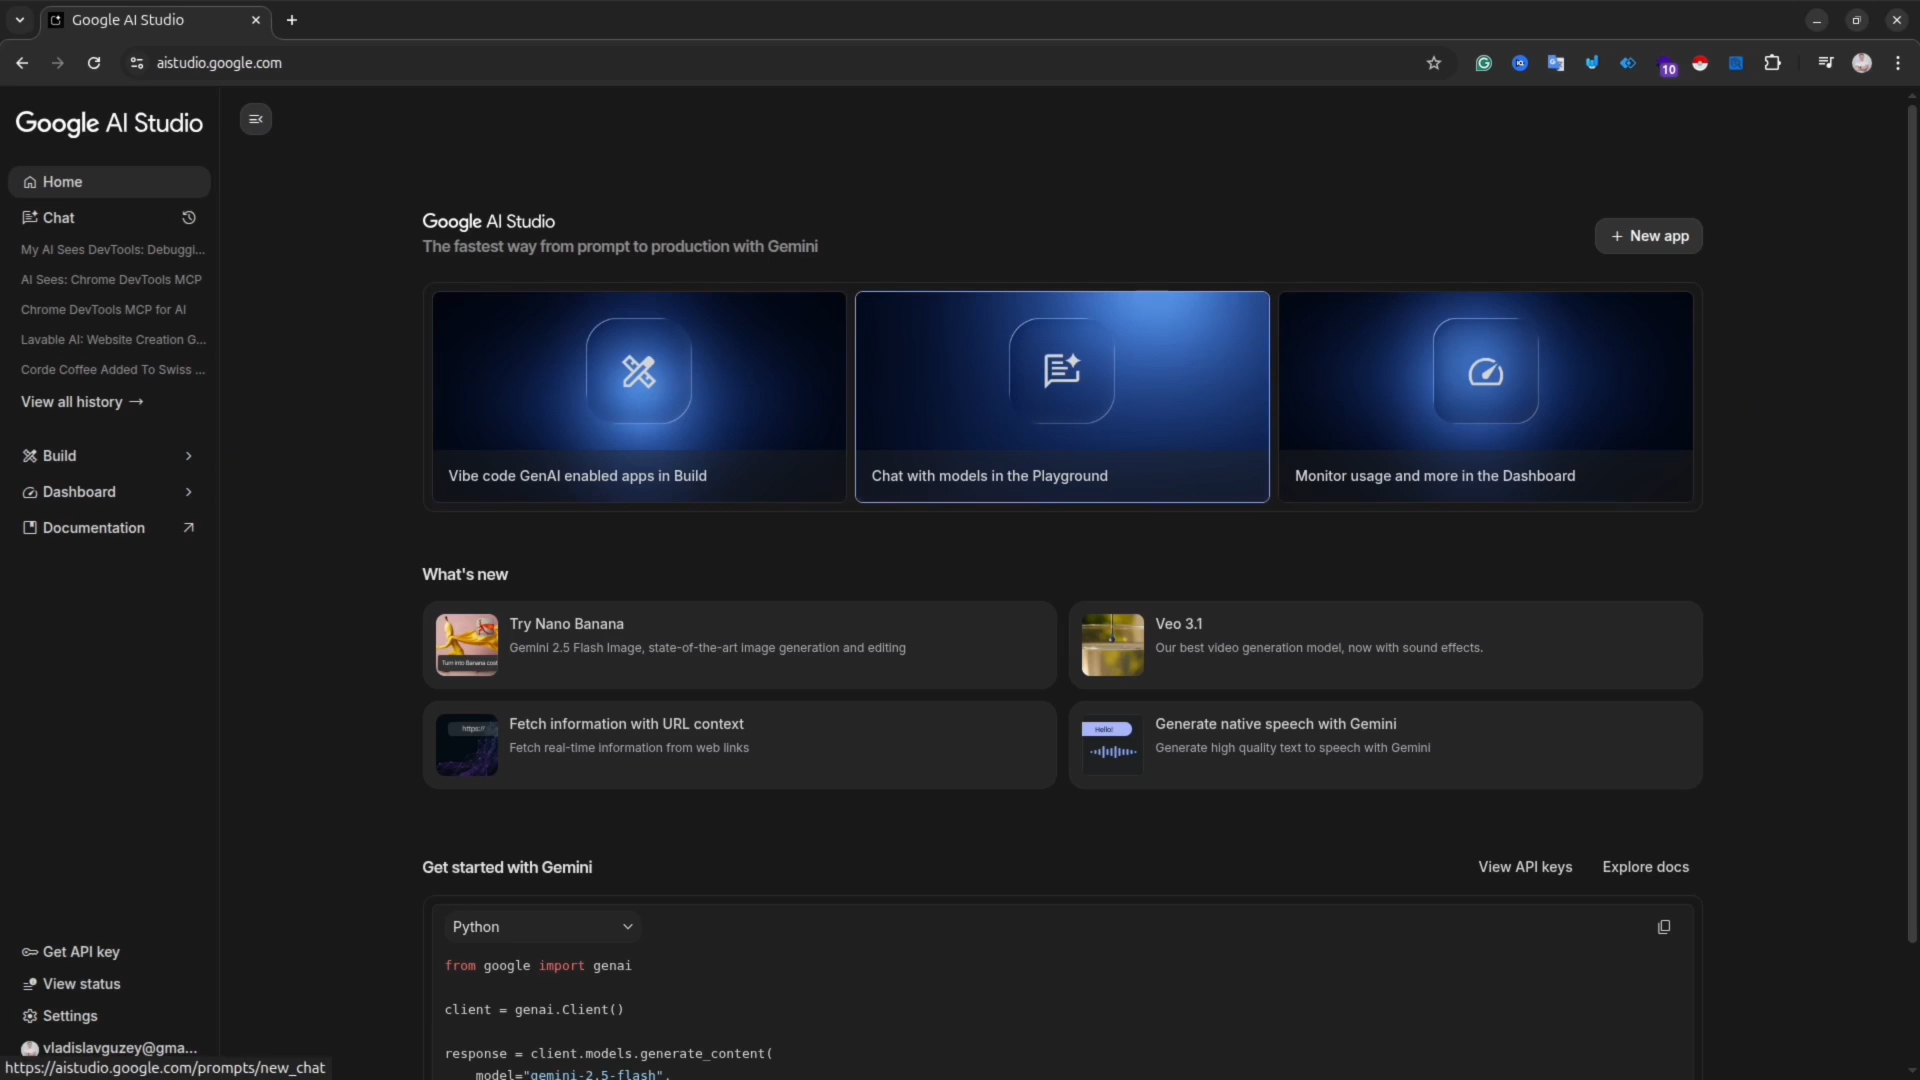 Google AI Studio
aistudio.google.com
10
Google AI Studio
Home
Chat
My AI Sees DevTools: Debuggi...
AI Sees: Chrome DevTools MCP
Chrome DevTools MCP for AI
Lavable AI: Website Creation G...
Corde Coffee Added To Swiss ...
View all history →
Build
Dashboard
Documentation
Get API key
View status
Settings
vladislavguzey@gma...
https://aistudio.google.com/prompts/new_chat
Google AI Studio
The fastest way from prompt to production with Gemini
+ New app
Vibe code GenAI enabled apps in Build
Chat with models in the Playground
Monitor usage and more in the Dashboard
What's new
Turn into Banana cost
Try Nano Banana
Gemini 2.5 Flash Image, state-of-the-art image generation and editing
Veo 3.1
Our best video generation model, now with sound effects.
https://
Fetch information with URL context
Fetch real-time information from web links
Hello!
Generate native speech with Gemini
Generate high quality text to speech with Gemini
Get started with Gemini
View API keys
Explore docs
Python
from google import genai
client = genai.Client()
response = client.models.generate_content(
model="gemini-2.5-flash",